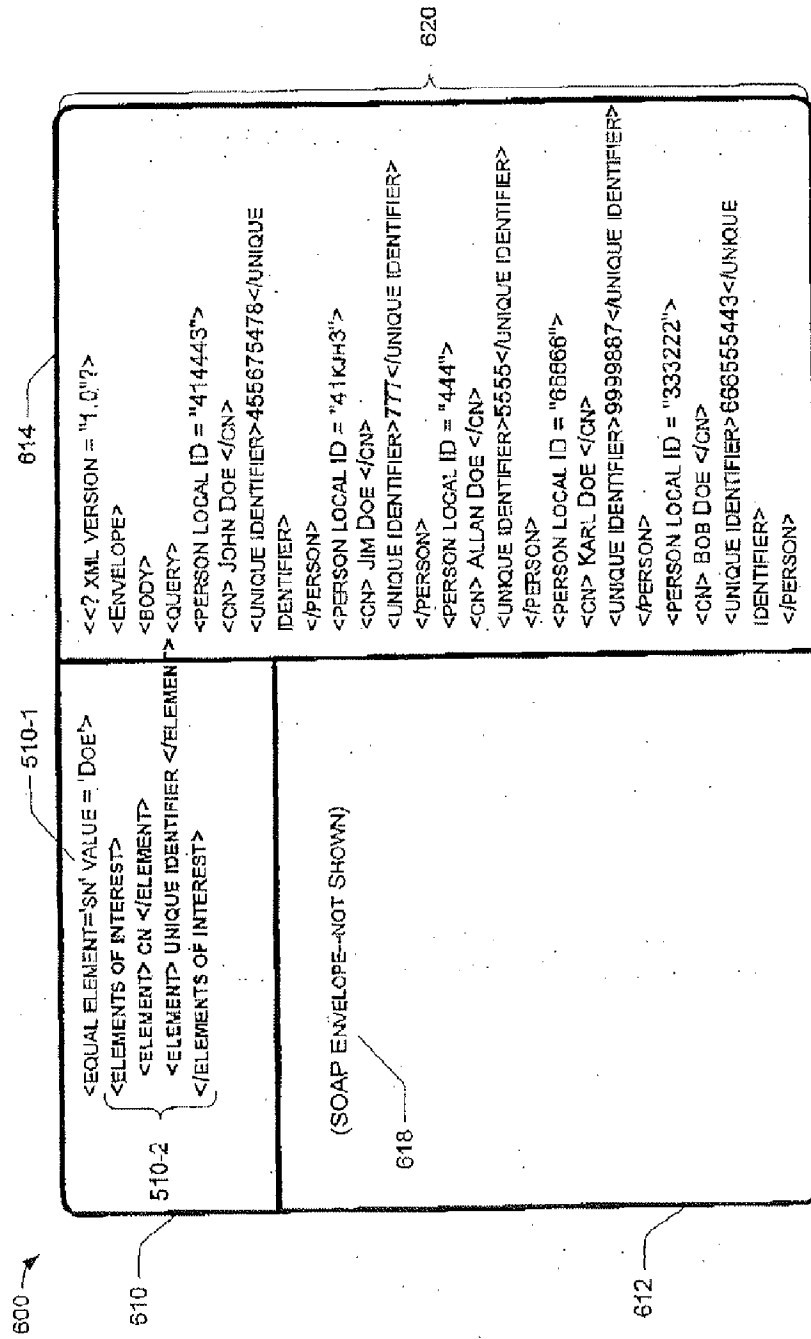 600
610
510-2
510-1
<EQUAL ELEMENT='SN' VALUE = 'DOE'>
<ELEMENTS OF INTEREST>
<ELEMENT> CN </ELEMENT>
<ELEMENT> UNIQUE IDENTIFIER </ELEMENT>
</ELEMENTS OF INTEREST>
612
618
(SOAP ENVELOPE--NOT SHOWN)
614
<<? XML VERSION = "1.0"?>
<ENVELOPE>
<BODY>
<QUERY>
<PERSON LOCAL ID = "414443">
<CN> JOHN DOE </CN>
<UNIQUE IDENTIFIER>455675478</UNIQUE
IDENTIFIER>
</PERSON>
<PERSON LOCAL ID = "41KJH3">
<CN> JIM DOE </CN>
<UNIQUE IDENTIFIER>777</UNIQUE IDENTIFIER>
</PERSON>
<PERSON LOCAL ID = "444">
<CN> ALLAN DOE </CN>
<UNIQUE IDENTIFIER>5555</UNIQUE IDENTIFIER>
</PERSON>
<PERSON LOCAL ID =
<CN> KARL DOE </CN>
<UNIQUE IDENTIFIER>9999887</UNIQUE IDENTIFIER>
</PERSON>
<PERSON LOCAL ID = "333222">
<CN> BOB DOE </CN>
<UNIQUE IDENTIFIER>666555443</UNIQUE
IDENTIFIER>
</PERSON>
620